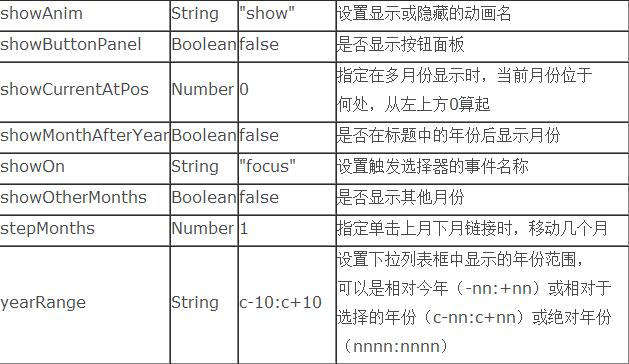 showAnim String "show" 设置显示或隐藏的动画名
showButtonPanel Boolean false 是否显示按钮面板
showCurrentAtPos Number 0 指定在多月份显示时，当前月份位于
何处，从左上方0算起
showMonthAfterYear Boolean false 是否在标题中的年份后显示月份
showOn String "focus" 设置触发选择器的事件名称
showOtherMonths Boolean false 是否显示其他月份
stepMonths Number 1 指定单击上月下月链接时，移动几个月
yearRange String c-10:c+10 设置下拉列表框中显示的年份范围，
可以是相对今年（-nn:+nn）或相对于
选择的年份（c-nn:c+nn）或绝对年份
（nnnn:nnnn）